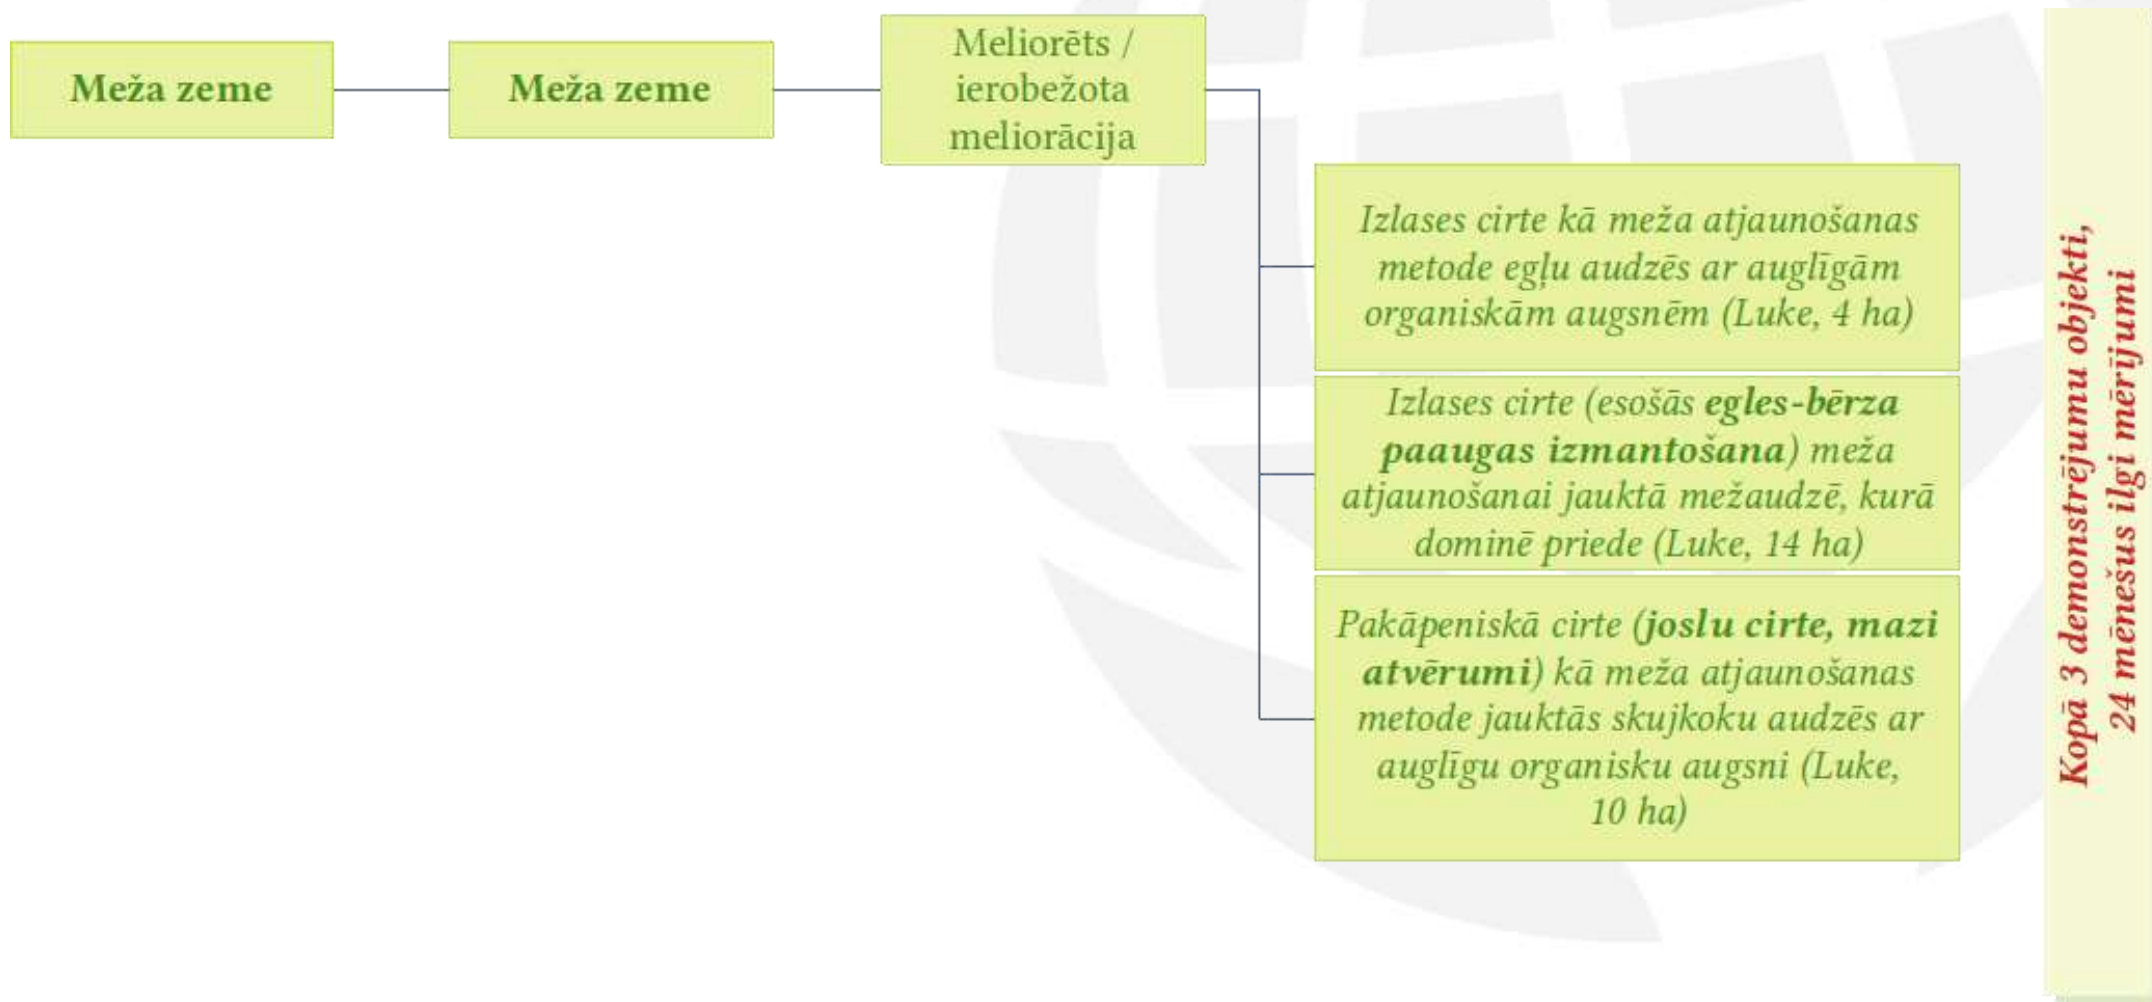 Meža zeme
Meža zeme
Meliorēts /
ierobežota
meliorācija
Izlases cirte kā meža atjaunošanas
metode egļu audzēs ar auglīgām
organiskām augsnēm (Luke, 4 ha)
Izlases cirte (esošās egles-bērza
paaugas izmantošana) meža
atjaunošanai jauktā mežaudzē, kurā
dominē priede (Luke, 14 ha)
Pakāpeniskā cirte (joslu cirte, mazi
atvērumi) kā meža atjaunošanas
metode jauktās skujkoku audzēs ar
auglīgu organisku augsni (Luke,
10 ha)
Kopā 3 demonstrējumu objekti,
24 mēnešus ilgi mērījumi